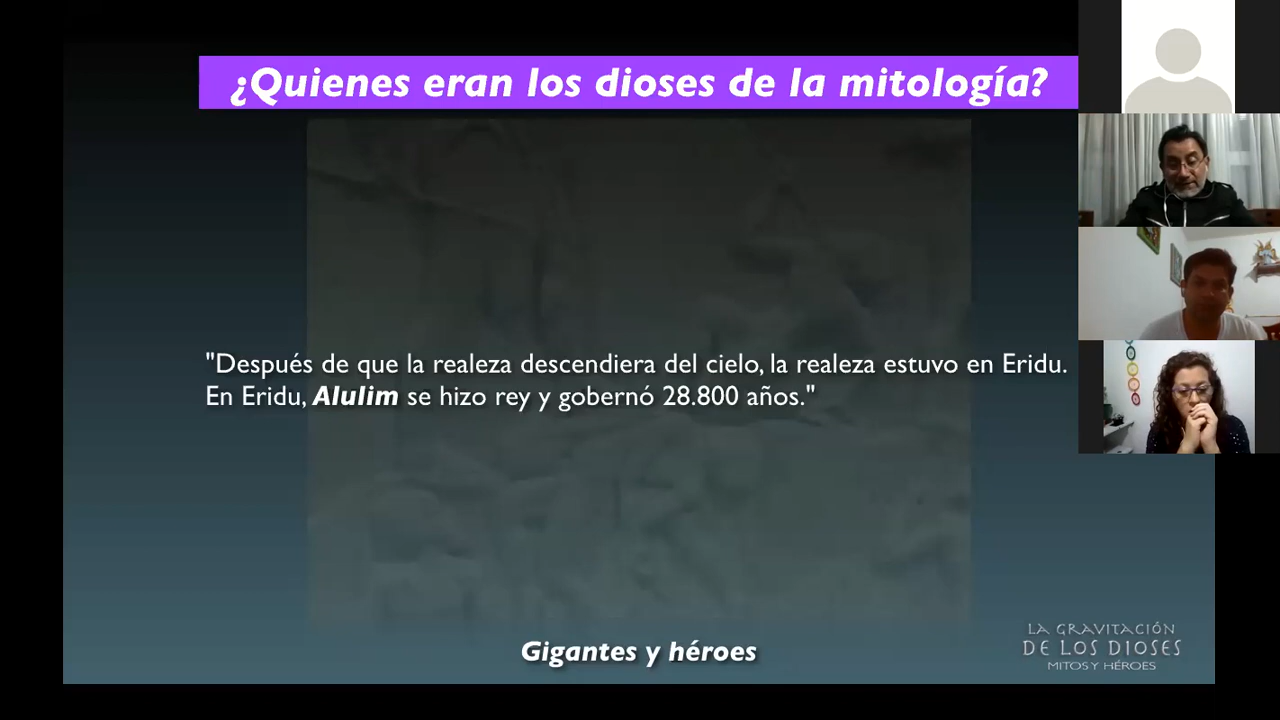 ¿Quienes eran los dioses de la mitología?
"Después de que la realeza descendiera del cielo, la realeza estuvo en Eridu.
En Eridu, Alulim se hizo rey y gobernó 28.800 años."
Gigantes y héroes
LA GRAVITACIÓN
DE LOS DIOSES
MITOS Y HÉROES